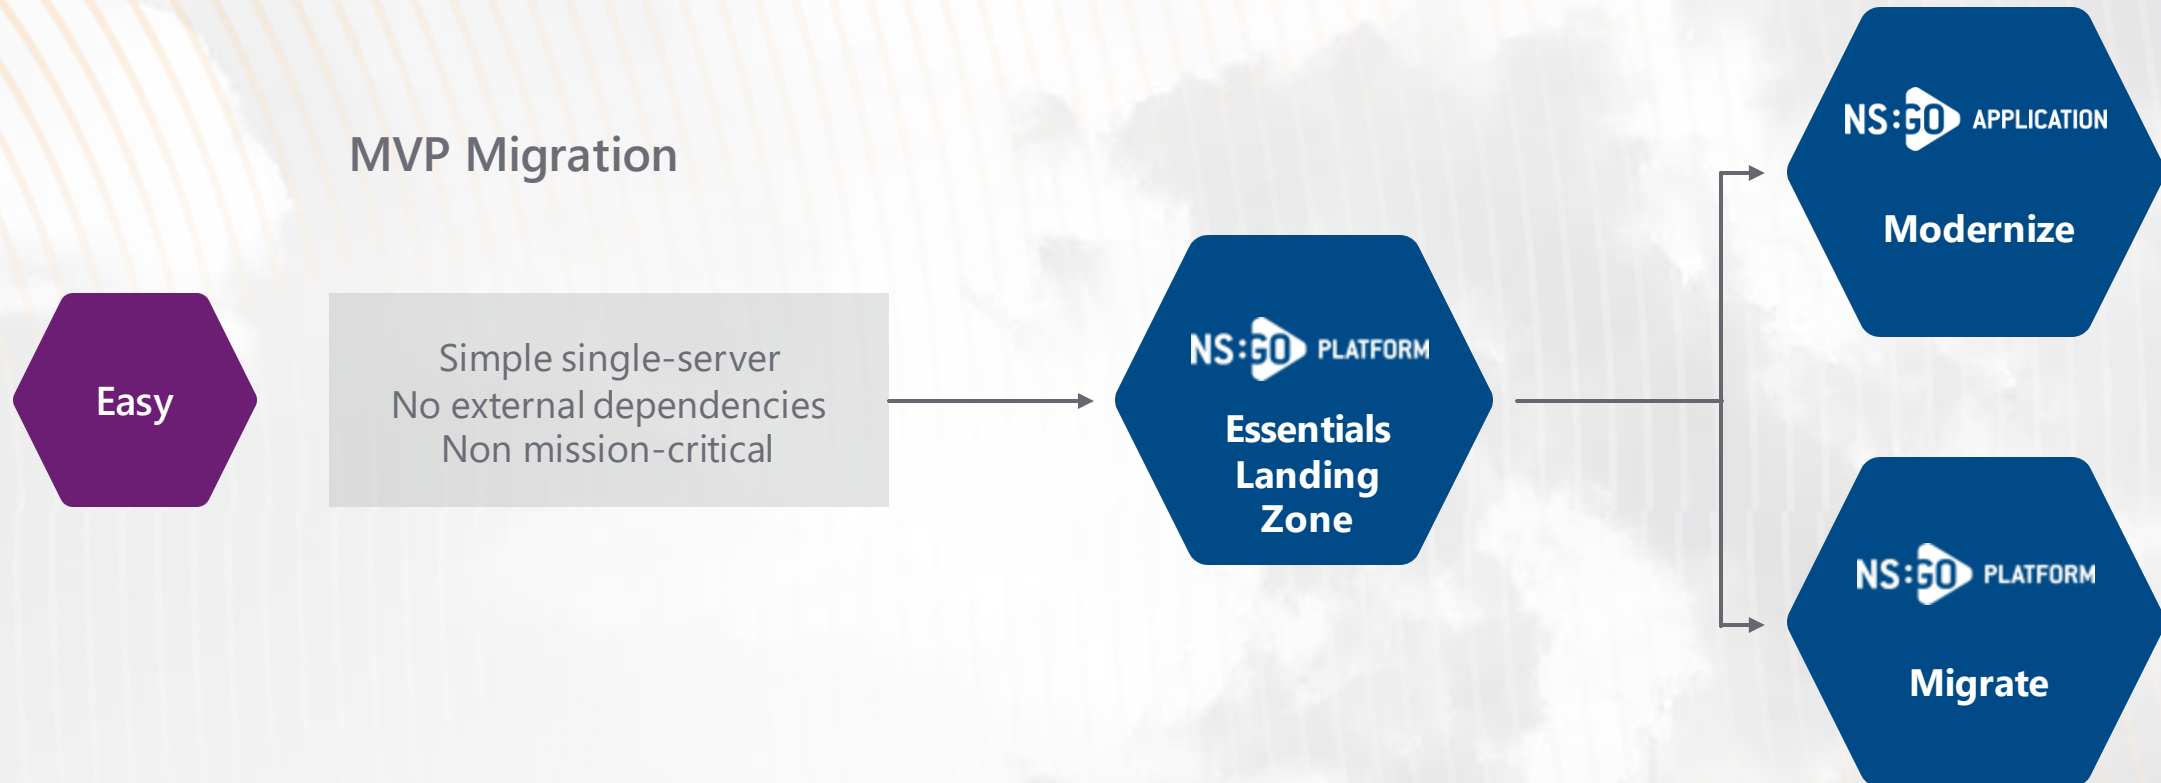 MVP Migration
Easy
Simple single-server
No external dependencies
Non mission-critical
NS:GO PLATFORM
Essentials
Landing
Zone
NS:GO APPLICATION
Modernize
NS:GO PLATFORM
Migrate